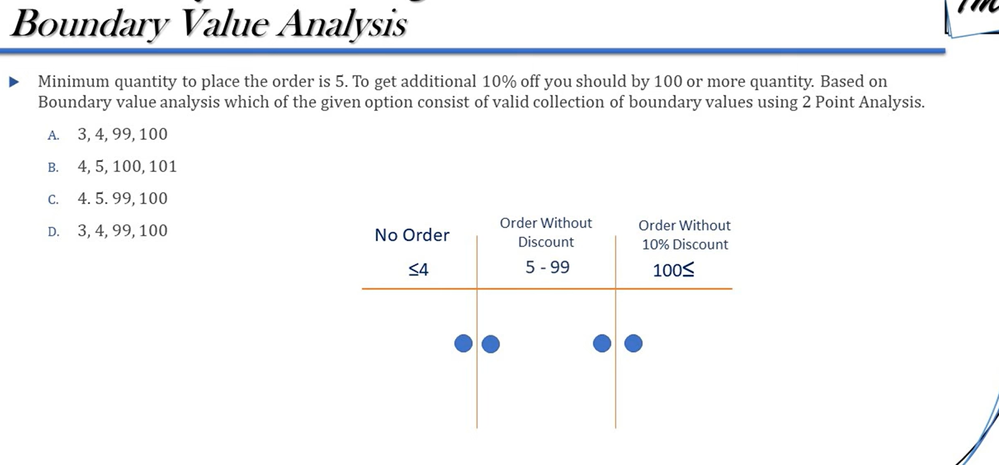 Boundary Value Analysis
Minimum quantity to place the order is 5. To get additional 10% off you should by 100 or more quantity. Based on
Boundary value analysis which of the given option consist of valid collection of boundary values using 2 Point Analysis.
A. 3, 4, 99, 100
B. 4, 5, 100, 101
C. 4. 5. 99, 100
D. 3, 4, 99, 100
No Order
≤4
Order Without
Discount
5 - 99
Order Without
10% Discount
100≤